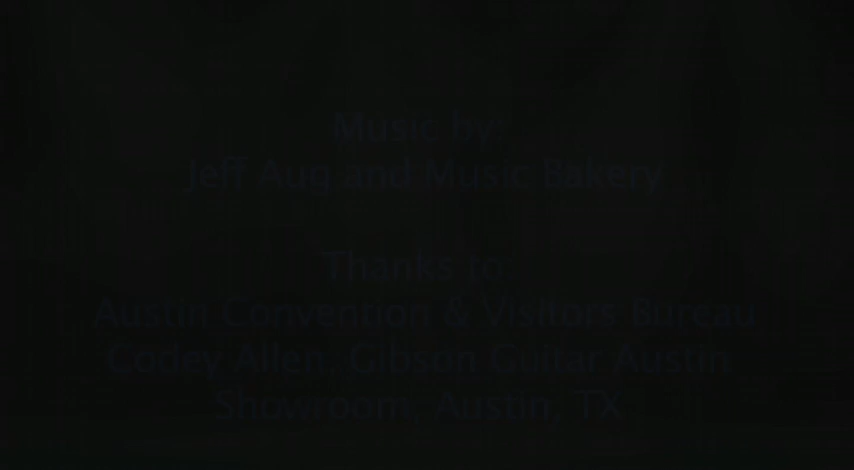 Music by:
Jeff Aug and Music Bakery
Thanks to:
Austin Convention & Visitors Bureau
Codey Allen, Gibson Guitar Austin
Showroom, Austin, TX